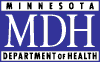 MINNESOTA
MDH
DEPARTMENT OF HEALTH